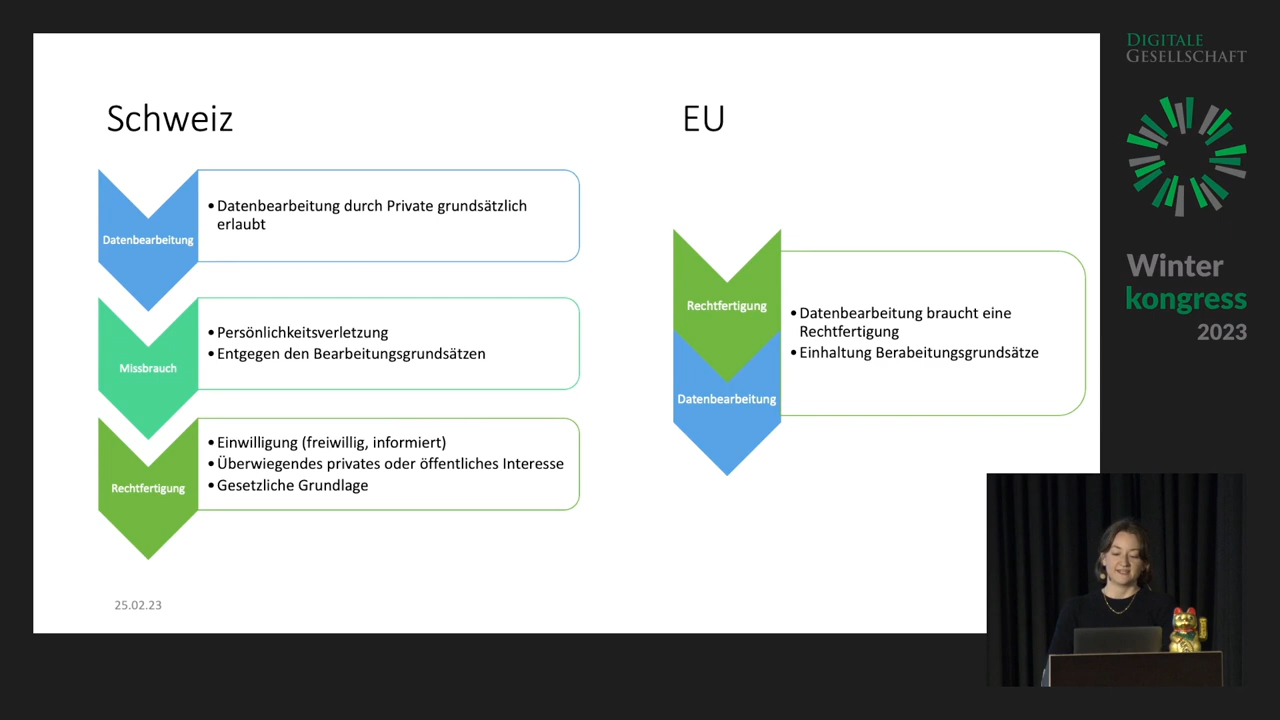 Schweiz
Datenbearbeitung
• Datenbearbeitung durch Private grundsätzlich
erlaubt
Missbrauch
• Persönlichkeitsverletzung
• Entgegen den Bearbeitungsgrundsätzen
Rechtfertigung
• Einwilligung (freiwillig, informiert)
• Überwiegendes privates oder öffentliches Interesse
• Gesetzliche Grundlage
25.02.23
EU
Rechtfertigung
Datenbearbeitung
• Datenbearbeitung braucht eine
Rechtfertigung
• Einhaltung Berabeitungsgrundsätze
DIGITALE
GESELLSCHAFT
Winter
kongress
2023